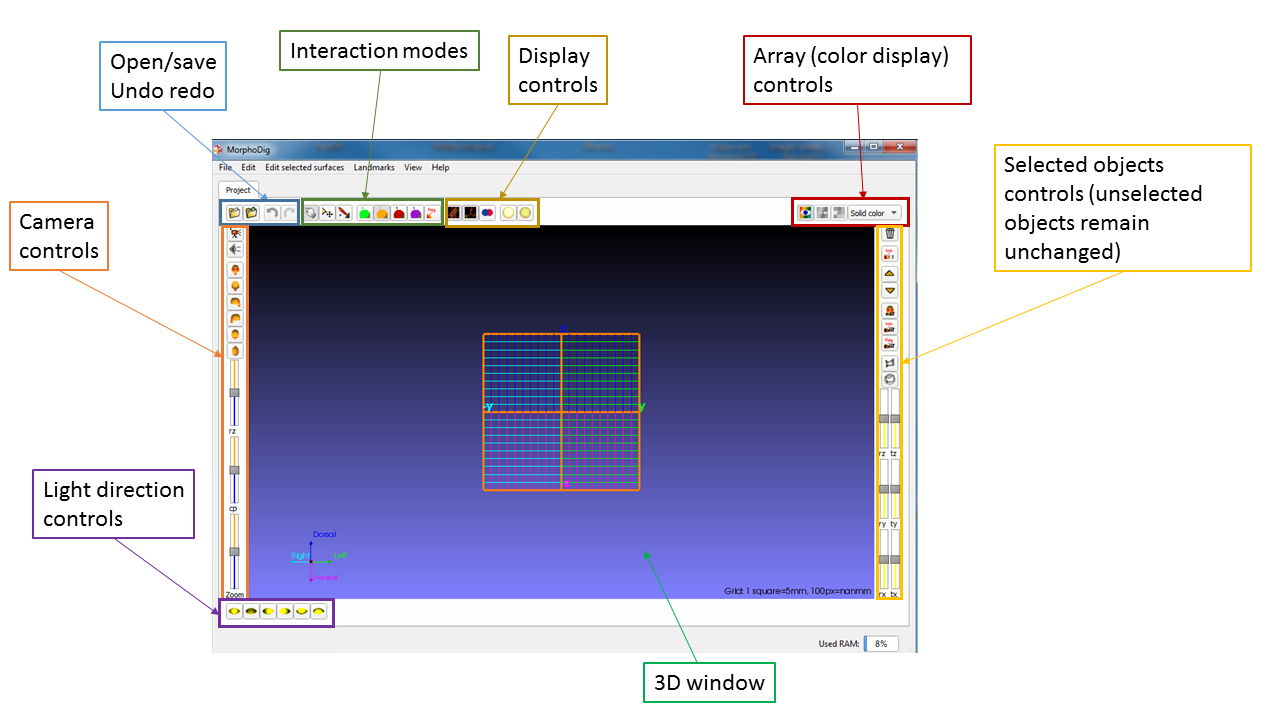 Interaction modes
Open/save
Undo redo
Display
controls
Array (color display)
controls
Selected objects
controls (unselected
objects remain
unchanged)
Camera
controls
Light direction
controls
3D window
MorphoDig
File Edit Edit selected surfaces Landmarks View Help
Project
Solid color
-y y
rz
cp
Zoom
Dorsal
Right Left
Ventral
rz tz
ry ty
rx tx
Grid: 1 square=5mm, 100px=nanmm
Used RAM: 8%